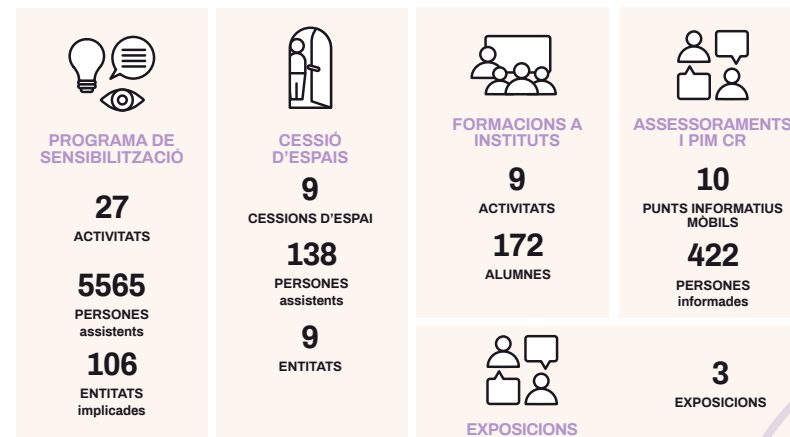 PROGRAMA DE
SENSIBILITZACIÓ
27
ACTIVITATS
5565
PERSONES
assistents
106
ENTITATS
implicades
CESSIÓ
D'ESPAIS
9
CESSIONS D'ESPAI
138
PERSONES
assistents
9
ENTITATS
FORMACIONS A
INSTITUTS
9
ACTIVITATS
172
ALUMNES
ASSESSORAMENTS
I PIM CR
10
PUNTS INFORMATIUS
MÒBILS
422
PERSONES
informades
EXPOSICIONS
3
EXPOSICIONS